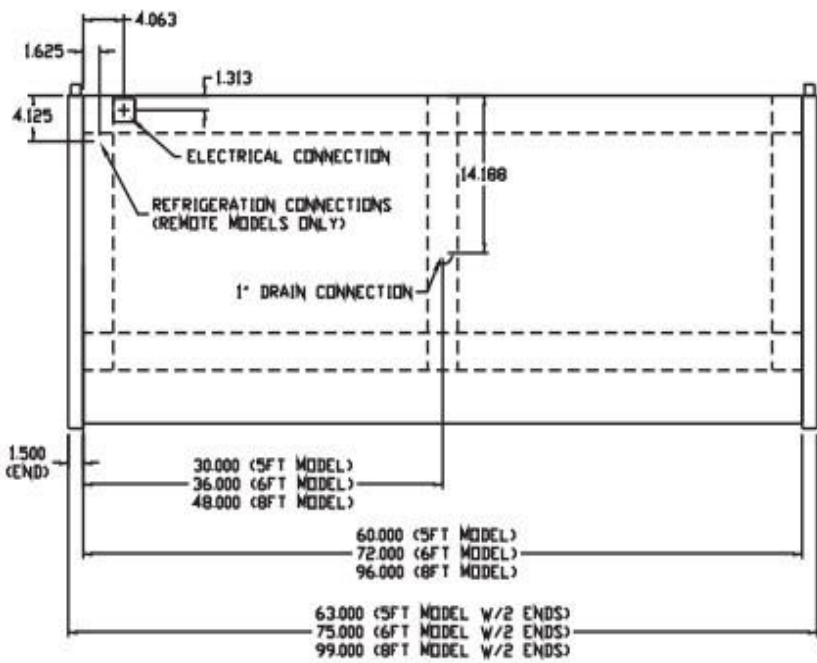 4.063
1.625
1.313
4.125
ELECTRICAL CONNECTION
14.188
REFRIGERATION CONNECTIONS
(REMOTE MODELS ONLY)
1" DRAIN CONNECTION
1.500
(END)
30.000 (5FT MODEL)
36.000 (6FT MODEL)
48.000 (8FT MODEL)
60.000 (5FT MODEL)
72.000 (6FT MODEL)
96.000 (8FT MODEL)
63.000 (5FT MODEL W/2 ENDS)
75.000 (6FT MODEL W/2 ENDS)
99.000 (8FT MODEL W/2 ENDS)